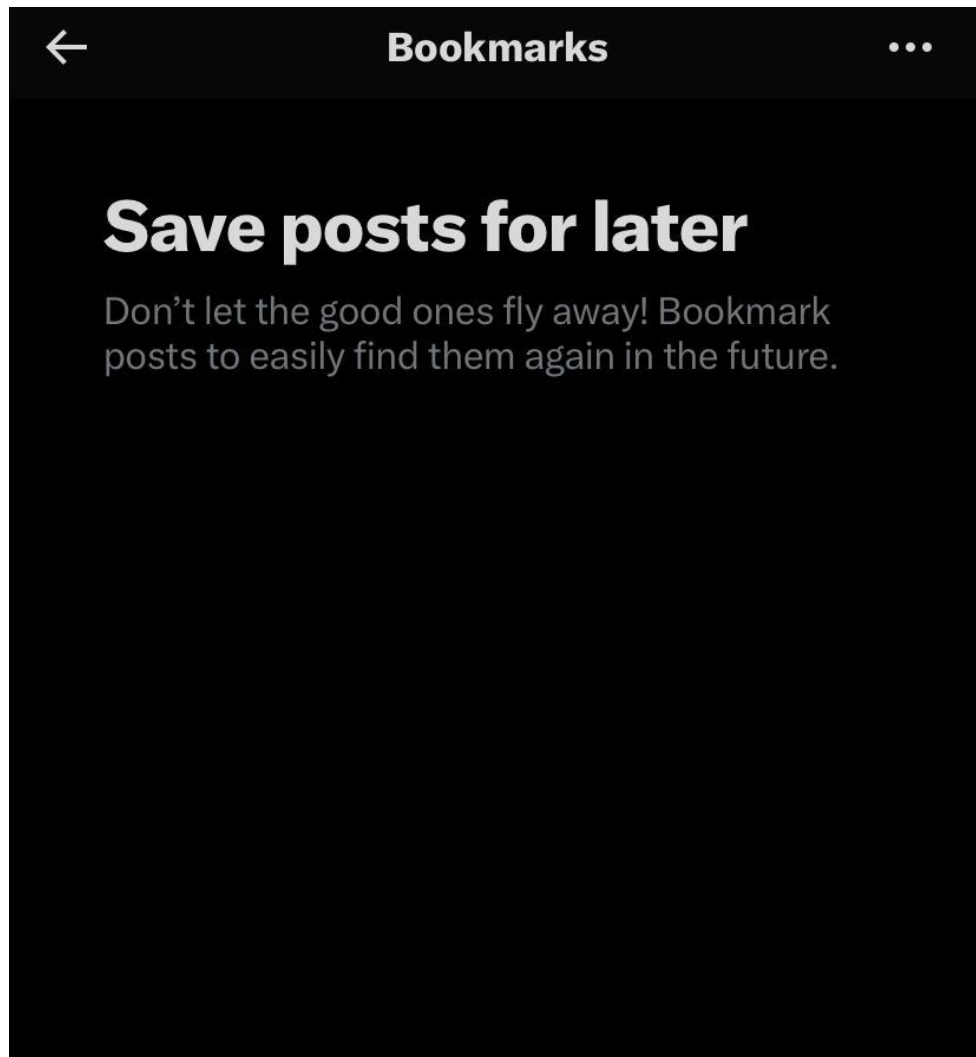 Bookmarks
Save posts for later
Don’t let the good ones fly away! Bookmark
posts to easily find them again in the future.